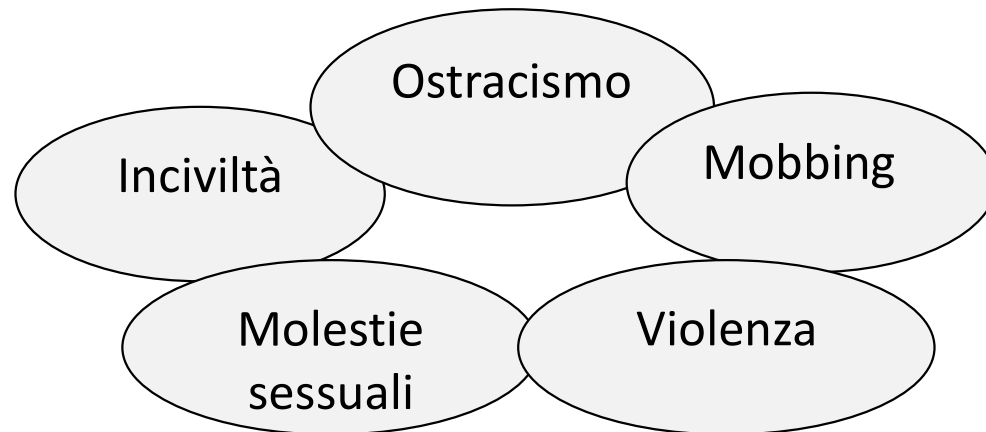 Ostracismo
Inciviltà
Mobbing
Molestie
sessuali
Violenza